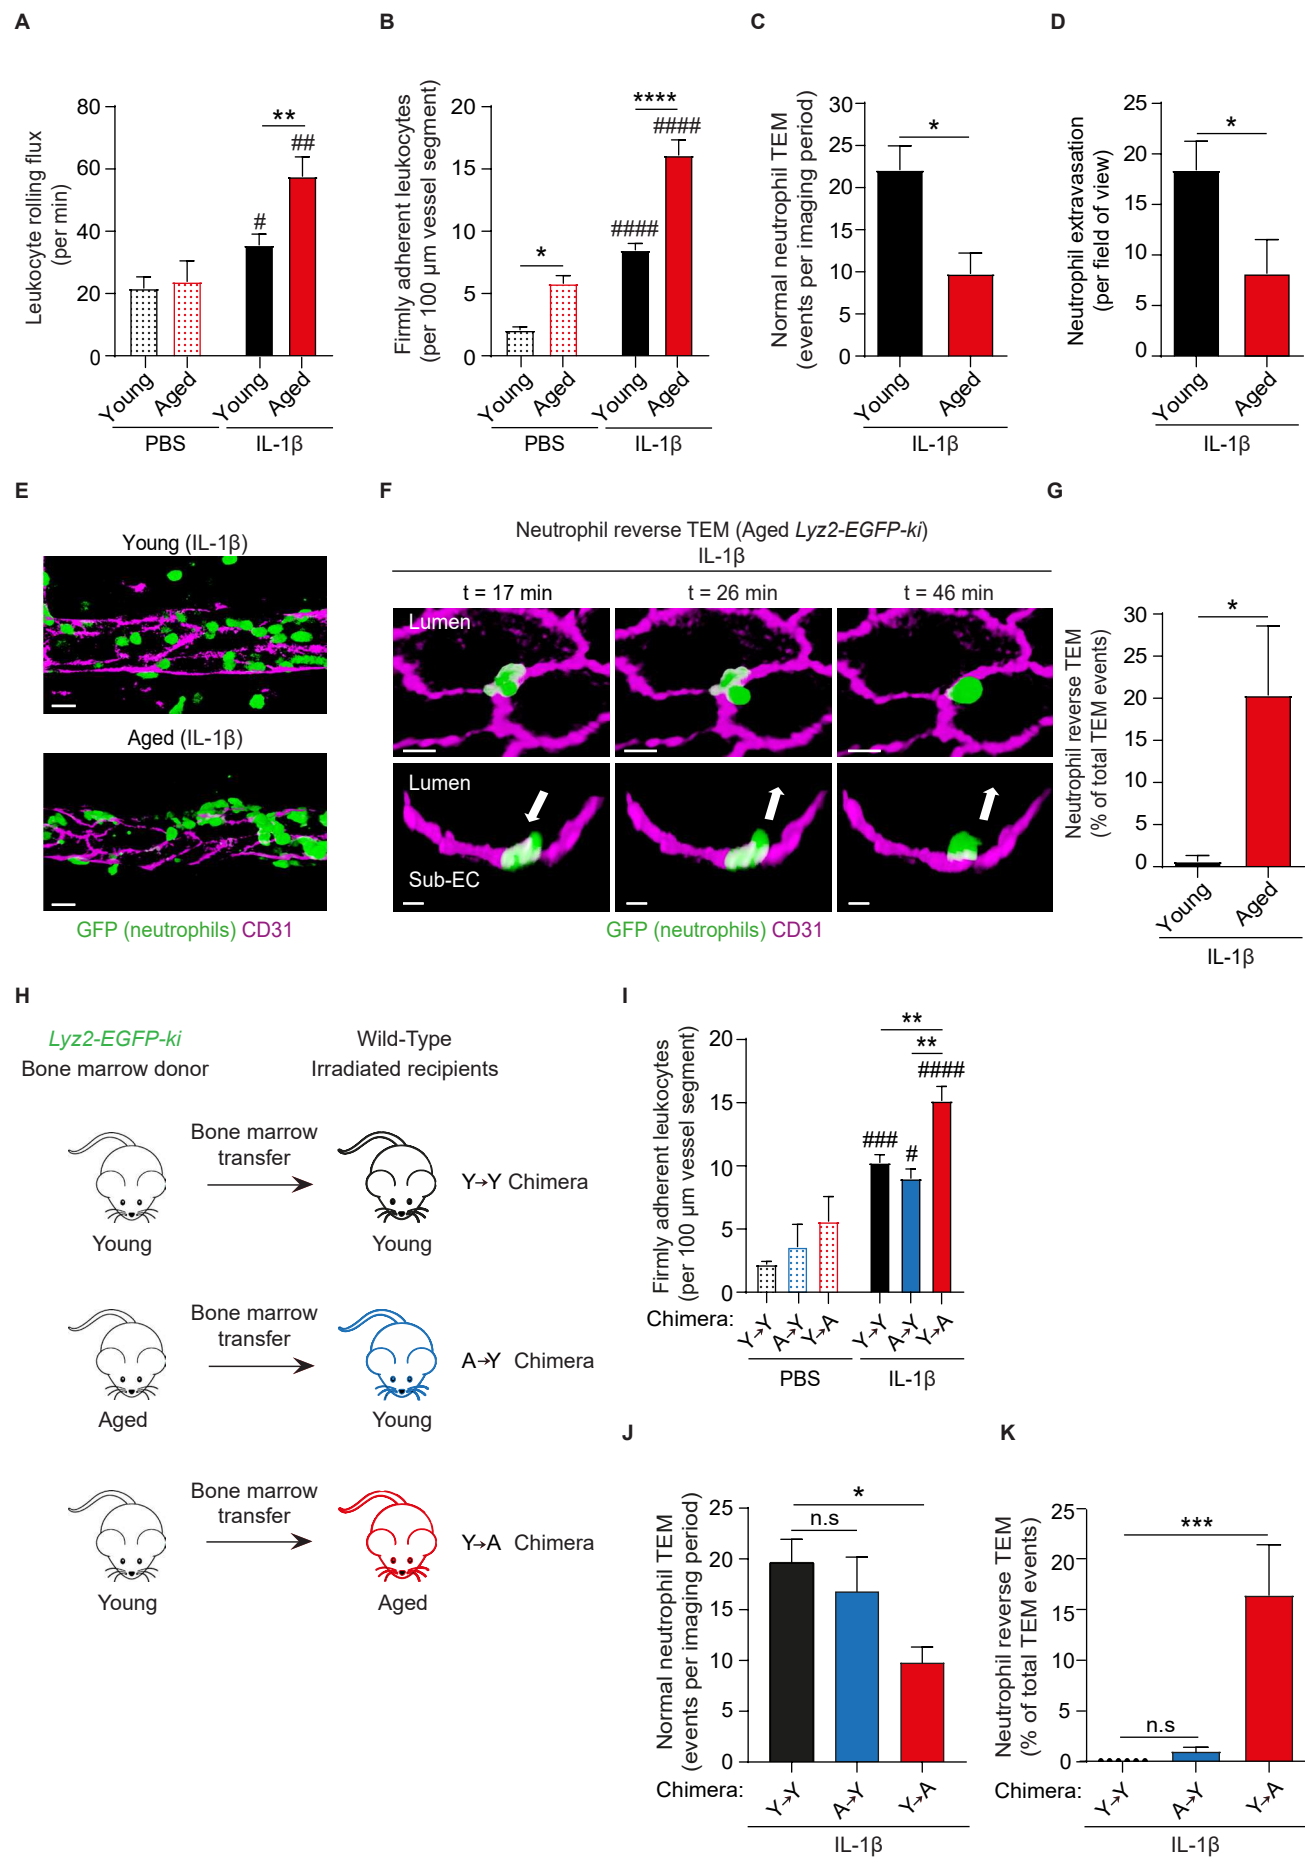 A
Leukocyte rolling flux
(per min)
80
60
40
20
0
**
##
#
Young
Aged
Young
Aged
PBS
IL-1β
B
Firmly adherent leukocytes
(per 100 µm vessel segment)
20
15
10
5
0
****
####
####
*
Young
Aged
Young
Aged
PBS
IL-1β
C
Normal neutrophil TEM
(events per imaging period)
30
25
20
15
10
5
0
*
Young
Aged
IL-1β
D
Neutrophil extravasation
(per field of view)
25
20
15
10
5
0
*
Young
Aged
IL-1β
E
Young (IL-1β)
Aged (IL-1β)
GFP (neutrophils) CD31
F
Neutrophil reverse TEM (Aged Lyz2-EGFP-ki)
IL-1β
t = 17 min
t = 26 min
t = 46 min
Lumen
Lumen
Sub-EC
GFP (neutrophils) CD31
G
Neutrophil reverse TEM
(% of total TEM events)
30
25
20
15
10
5
0
*
Young
Aged
IL-1β
H
Lyz2-EGFP-ki
Bone marrow donor
Wild-Type
Irradiated recipients
Bone marrow
transfer
Young
Young
Y→Y Chimera
Bone marrow
transfer
Aged
Young
A→Y Chimera
Bone marrow
transfer
Young
Aged
Y→A Chimera
I
Firmly adherent leukocytes
(per 100 µm vessel segment)
20
15
10
5
0
**
**
####
###
#
Chimera:
Y→Y
A→Y
Y→A
Y→Y
A→Y
Y→A
PBS
IL-1β
J
Normal neutrophil TEM
(events per imaging period)
25
20
15
10
5
0
*
n.s
Chimera:
Y→Y
A→Y
Y→A
IL-1β
K
Neutrophil reverse TEM
(% of total TEM events)
25
20
15
10
5
0
***
n.s
Chimera:
Y→Y
A→Y
Y→A
IL-1β